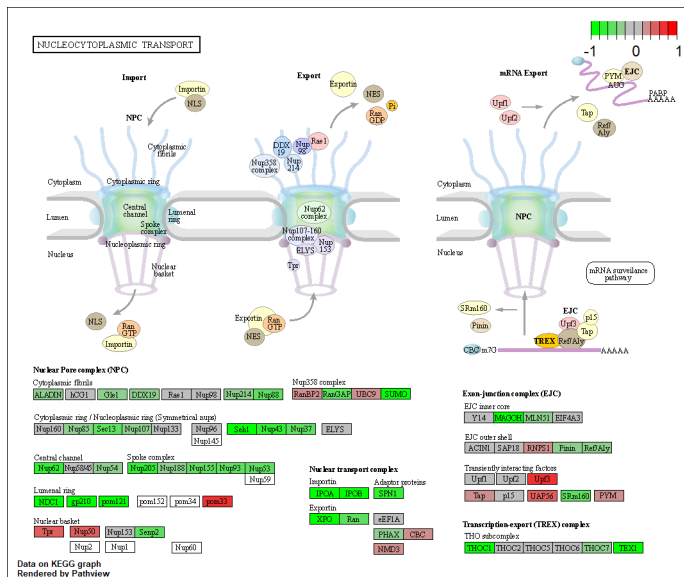 NUCLEOCYTOPLASMIC TRANSPORT
-1 0 1
Import
Importin
NLS
NPC
Cytoplasmic
fibrils
Cytoplasm
Cytoplasmic ring
Central
channel
Lumen
Lumenal
ring
Spoke
complex
Nucleoplasmic ring
Nucleus
Nuclear
basket
NLS
Ran
GTP
Importin
Export
Exportin
NES
Ran
GDP
Pi
DDX
19
Nup
98
Rae1
Nup358
complex
Nup
214
Nup62
complex
Nup107-160
complex
ELYS
Nup
153
Tpr
Exportin
Ran
GTP
NES
mRNA Export
Upf1
Upf2
PYM
EJC
AUG
PABP
AAAAA
Tap
Ref/
Aly
Cytoplasm
Lumen
NPC
Nucleus
mRNA surveilance
pathway
SRm160
Pinin
EJC
Upf3
p15
Tap
TREX
Ref/Aly
CBC
m7G
AAAAA
Nuclear Pore complex (NPC)
Cytoplasmic fibrils
ALADIN hCG1 Gle1 DDX19 Rae1 Nup98 Nup214 Nup88
Nup358 complex
RanBP2 RanGAP UBC9 SUMO
Cytoplasmic ring / Nucleoplasmic ring (Symmetrical nups)
Nup160 Nup85 Sec13 Nup107 Nup133 Nup96 Seh1 Nup43 Nup37 ELYS
Nup145
Central channel
Nup62 Nup58/45 Nup54
Spoke complex
Nup205 Nup188 Nup155 Nup93 Nup53
Nup59
Lumenal ring
NDC1 gp210 pom121 pom152 pom34 pom33
Nuclear basket
Tpr Nup50 Nup153 Senp2
Nup2 Nup1 Nup60
Nuclear transport complex
Importin
IPOA IPOB
Adaptor proteins
SPN1
Exportin
XPO Ran
eEF1A
PHAX CBC
NMD3
Exon-junction complex (EJC)
EJC inner core
Y14 MAGOH MLN51 EIF4A3
EJC outer shell
ACIN1 SAP18 RNPS1 Pinin Ref/Aly
Transiently interacting factors
Upf1 Upf2 Upf3
Tap p15 UAP56 SRm160 PYM
Transcription-export (TREX) complex
THO subcomplex
THOC1 THOC2 THOC5 THOC6 THOC7 TEX1
Data on KEGG graph
Rendered by Pathview